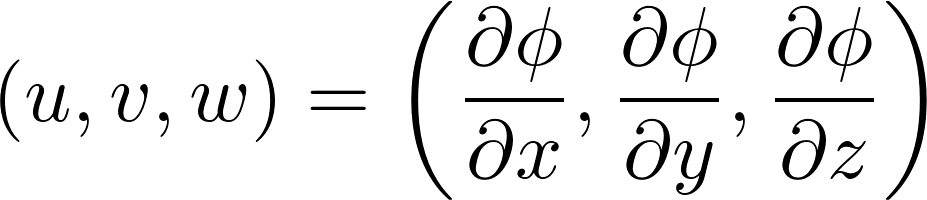 (u, v, w) = (∂ϕ/∂x, ∂ϕ/∂y, ∂ϕ/∂z)